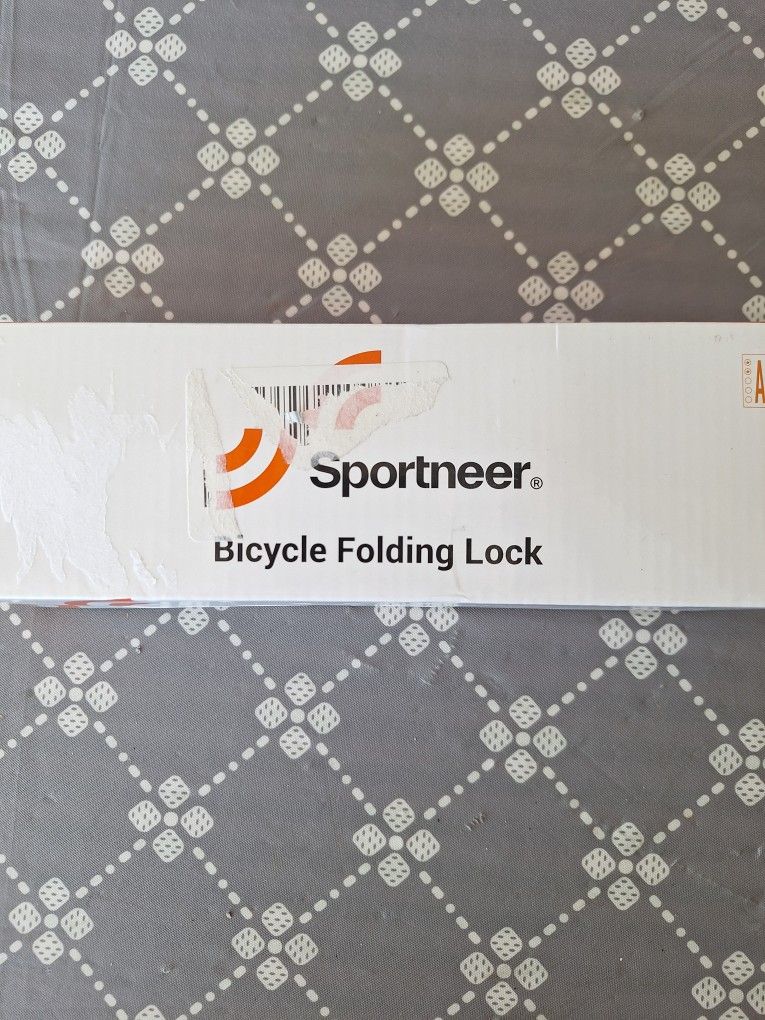 A
Sportneer®
Bicycle Folding Lock